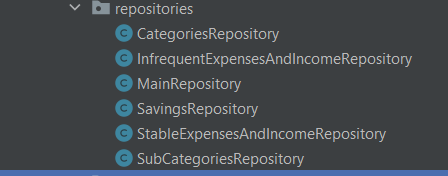 repositories
CategoriesRepository
InfrequentExpensesAndIncomeRepository
MainRepository
SavingsRepository
StableExpensesAndIncomeRepository
SubCategoriesRepository